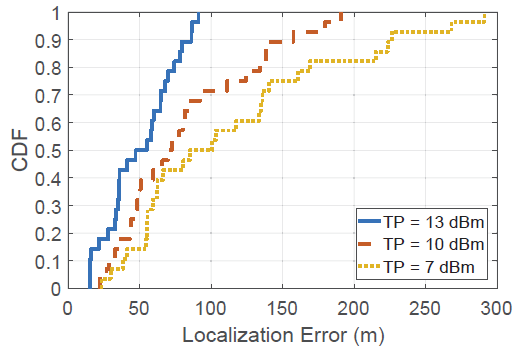 1
0.9
0.8
0.7
0.6
0.5
0.4
0.3
0.2
0.1
0
CDF
TP = 13 dBm
TP = 10 dBm
TP = 7 dBm
0 50 100 150 200 250 300
Localization Error (m)